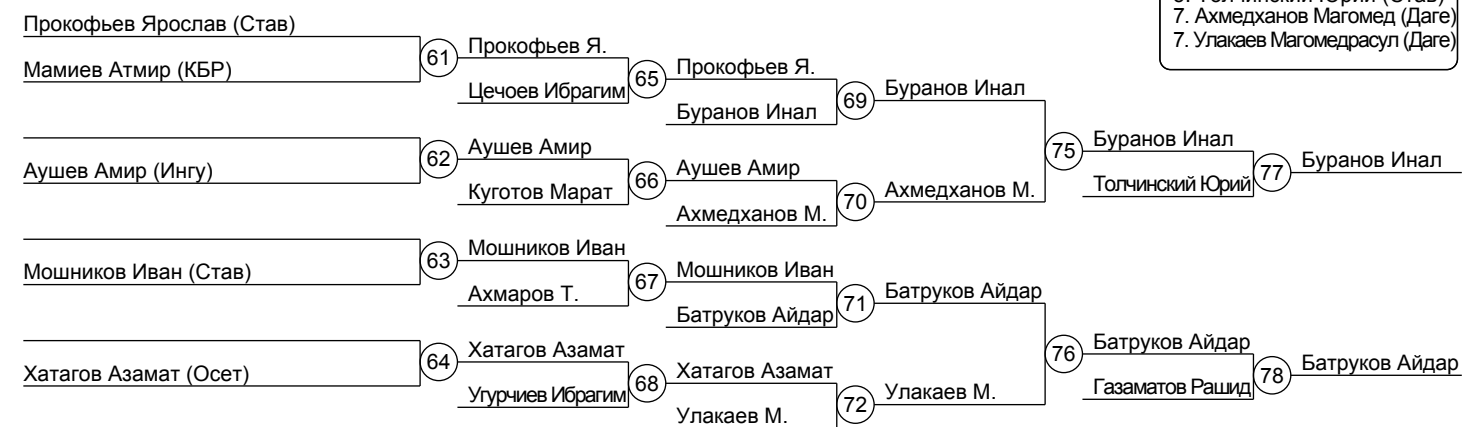 7. Ахмедханов Магомед (Даге)
7. Улакаев Магомедрасул (Даге)
Прокофьев Ярослав (Став)
Мамиев Атмир (КБР)
61
Прокофьев Я.
Цечоев Ибрагим
65
Прокофьев Я.
Буранов Инал
69
Буранов Инал
Аушев Амир (Ингу)
62
Аушев Амир
Куготов Марат
66
Аушев Амир
Ахмедханов М.
70
Ахмедханов М.
75
Буранов Инал
Толчинский Юрий
77
Буранов Инал
Мошников Иван (Став)
63
Мошников Иван
Ахмаров Т.
67
Мошников Иван
Батруков Айдар
71
Батруков Айдар
Хатагов Азамат (Осет)
64
Хатагов Азамат
Угурчиев Ибрагим
68
Хатагов Азамат
Улакаев М.
72
Улакаев М.
76
Батруков Айдар
Газаматов Рашид
78
Батруков Айдар